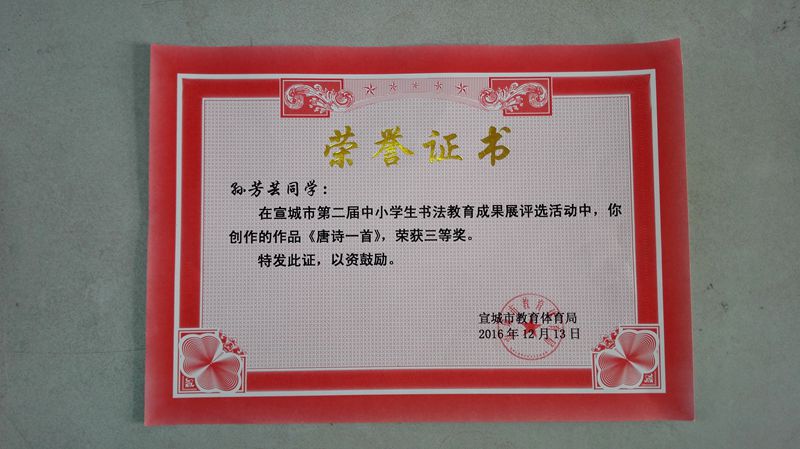 荣誉证书
孙芳芸同学：
在宣城市第二届中小学生书法教育成果展评选活动中，你
创作的作品《唐诗一首》，荣获三等奖。
特发此证，以资鼓励。
宣城市教育体育局
2016年12月13日